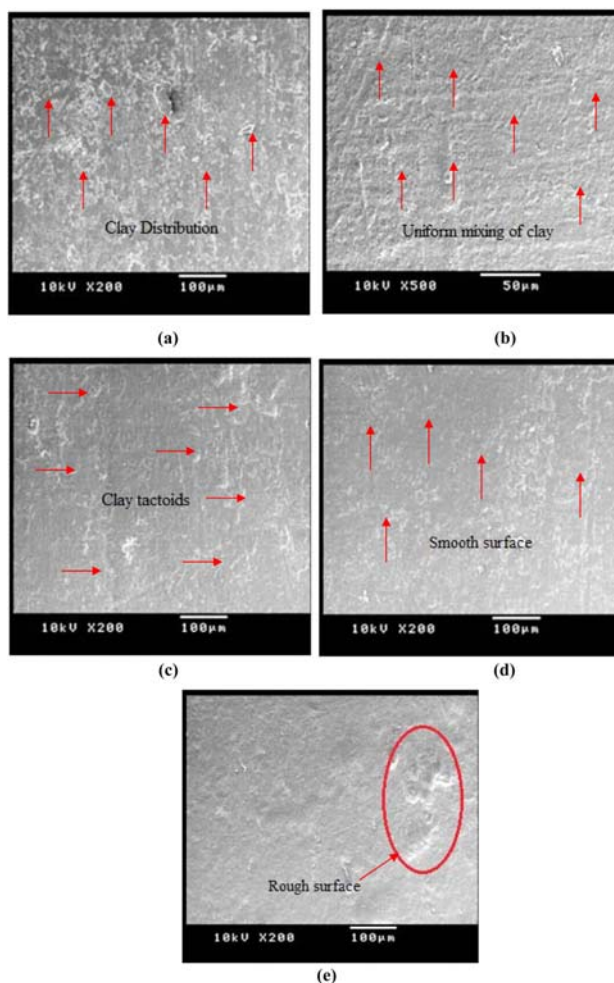 Clay Distribution
10kV X200 100µm
(a)
Uniform mixing of clay
10kV X500 50µm
(b)
Clay tactoids
10kV X200 100µm
(c)
Smooth surface
10kV X200 100µm
(d)
Rough surface
10kV X200 100µm
(e)